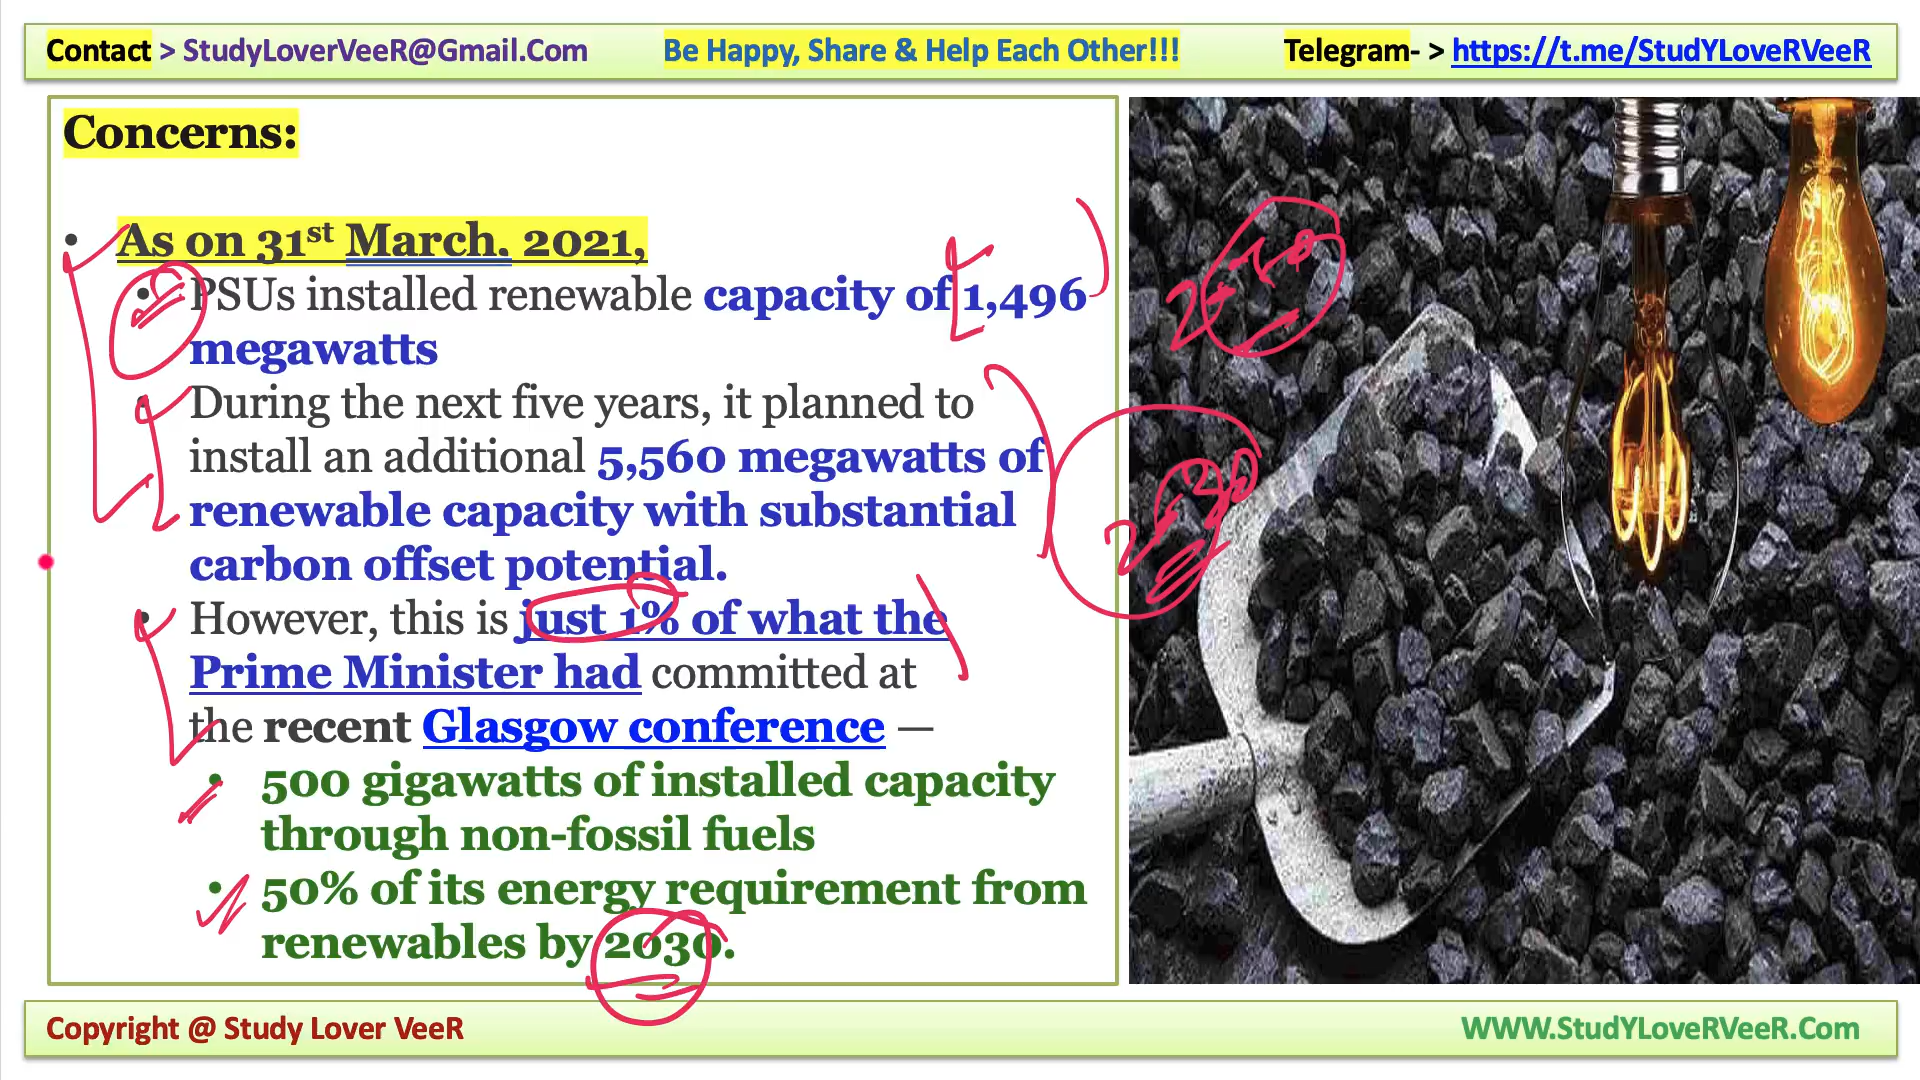 Contact > StudyLoverVeeR@Gmail.Com Be Happy, Share & Help Each Other!!! Telegram- > https://t.me/StudYLoveRVeeR
Concerns:
• As on 31st March, 2021,
• PSUs installed renewable capacity of 1,496
megawatts
• During the next five years, it planned to
install an additional 5,560 megawatts of
renewable capacity with substantial
carbon offset potential.
• However, this is just 1% of what the
Prime Minister had committed at
the recent Glasgow conference —
• 500 gigawatts of installed capacity
through non-fossil fuels
• 50% of its energy requirement from
renewables by 2030.
Copyright @ Study Lover VeeR WWW.StudYLoveRVeeR.Com